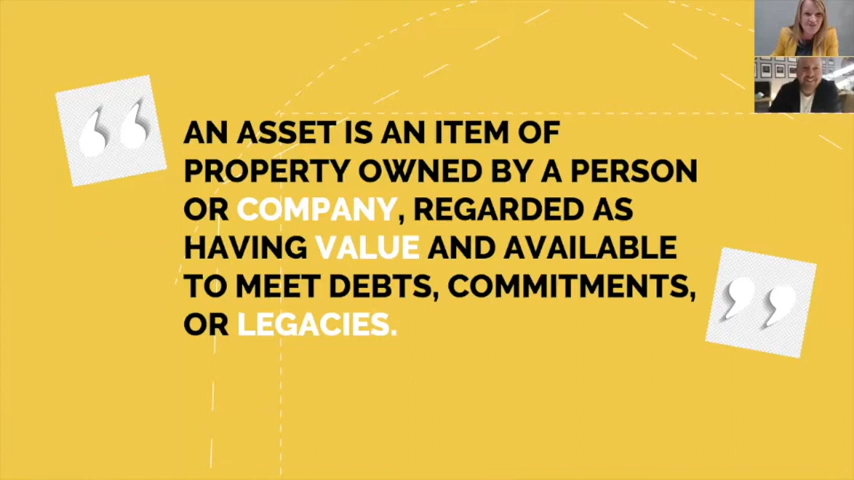 AN ASSET IS AN ITEM OF
PROPERTY OWNED BY A PERSON
OR COMPANY, REGARDED AS
HAVING VALUE AND AVAILABLE
TO MEET DEBTS, COMMITMENTS,
OR LEGACIES.